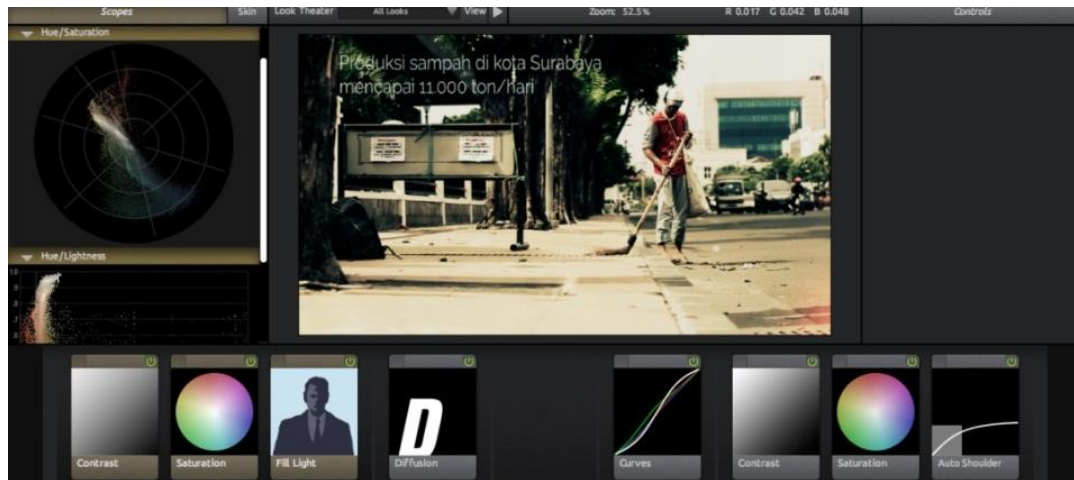 Scopes
Skin
Look Theater
All Looks
View
Zoom: 52.5%
R 0.017 G 0.042 B 0.048
Controls
Hue/Saturation
Produksi sampah di kota Surabaya
mencapai 11.000 ton/hari
Hue/Lightness
1.0
Contrast
Saturation
Fill Light
D
Diffusion
Curves
Contrast
Saturation
Auto Shoulder